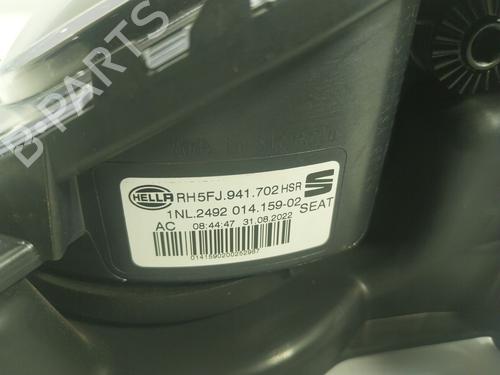 B-PARTS
HELLA RH5FJ.941.702 HSR
1NL.2492 014.159-02 SEAT
AC 08:44:47 31.08.2022
0141590200252987